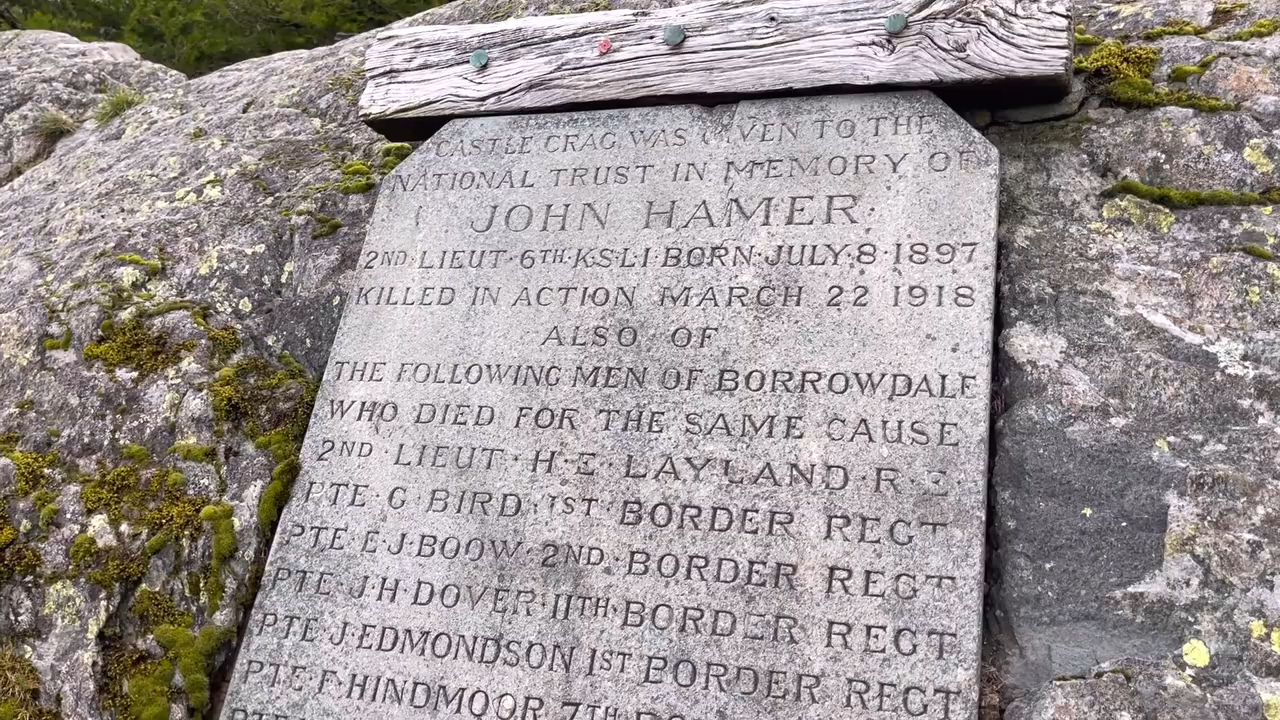 CASTLE CRAG WAS GIVEN TO THE
NATIONAL TRUST IN MEMORY OF
JOHN HAMER
2ND·LIEUT·6TH·K·S·L·I·BORN·JULY·8·1897
KILLED IN ACTION MARCH 22 1918
ALSO OF
THE FOLLOWING MEN OF BORROWDALE
WHO DIED FOR THE SAME CAUSE
2ND·LIEUT·H·E·LAYLAND·R·E
PTE·G·BIRD·1ST·BORDER REGT
PTE E·J·BOOW·2ND·BORDER REGT
PTE J·H·DOVER·11TH·BORDER REGT
PTE J·EDMONDSON 1ST BORDER REGT
PTE·F·HINDMOOR 7TH